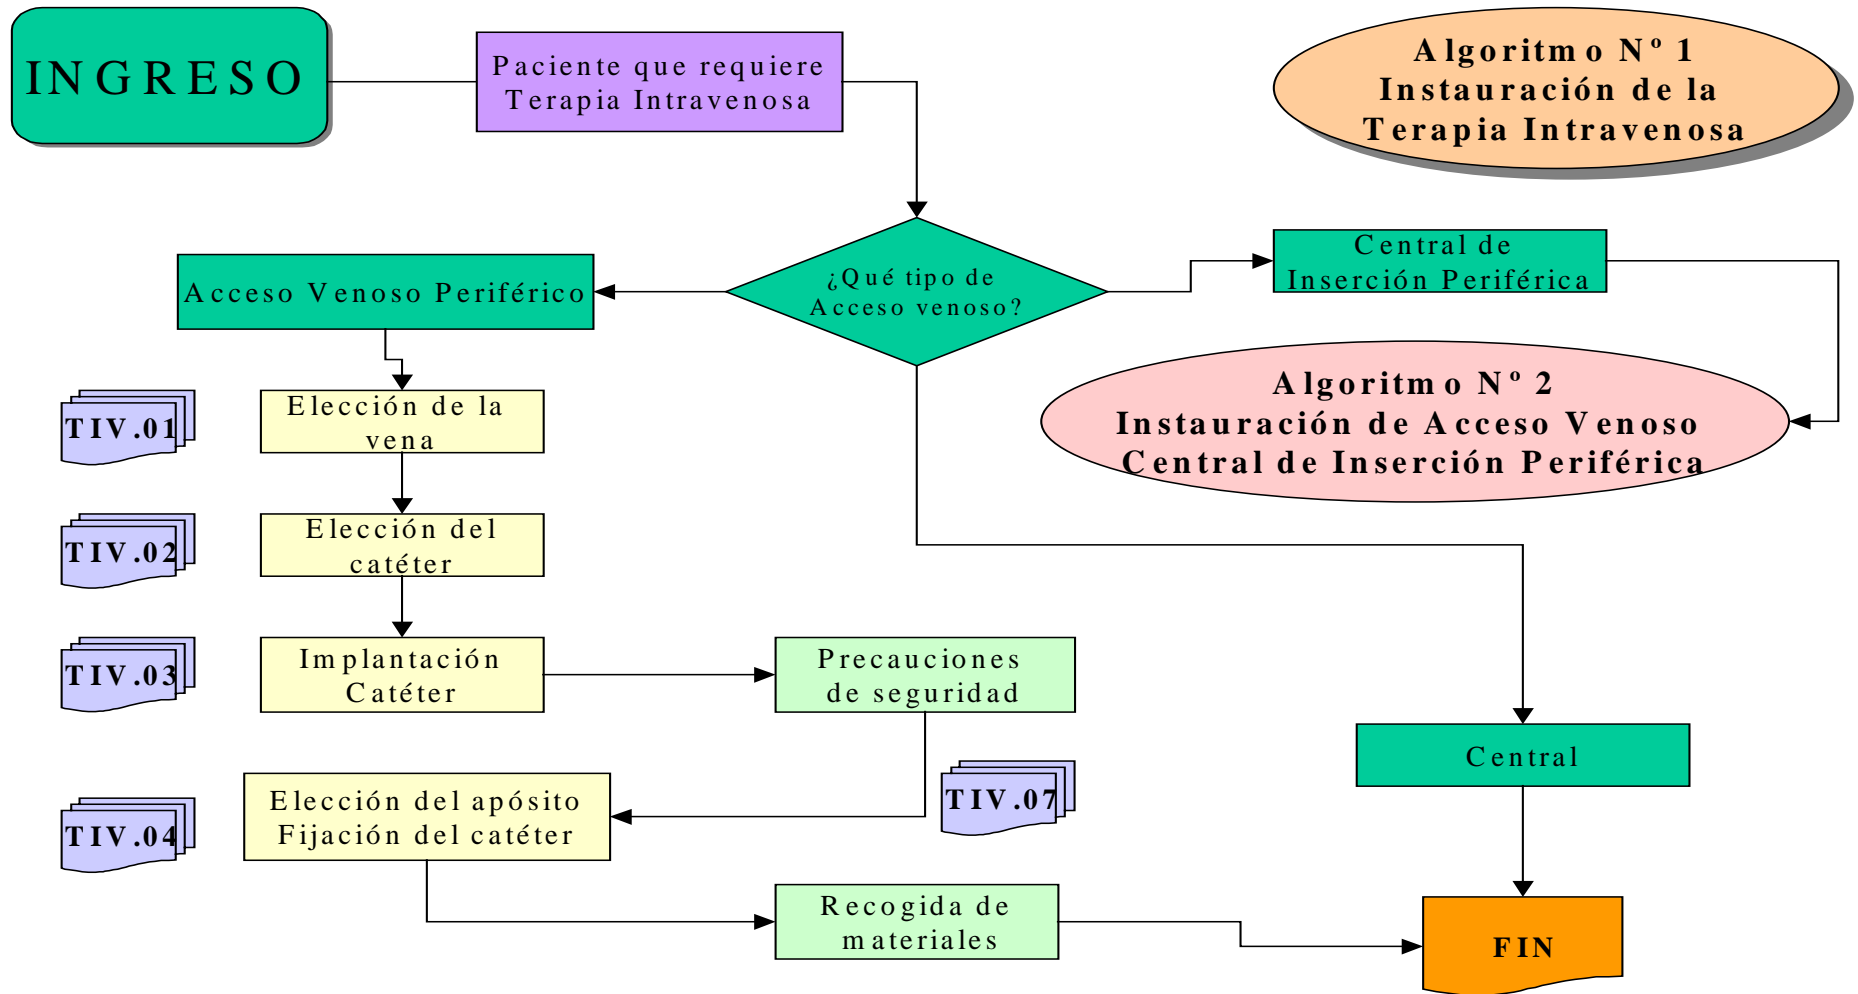 INGRESO
Paciente que requiere
Terapia Intravenosa
Algoritmo Nº 1
Instauración de la
Terapia Intravenosa
¿Qué tipo de
Acceso venoso?
Central de
Inserción Periférica
Acceso Venoso Periférico
Algoritmo Nº 2
Instauración de Acceso Venoso
Central de Inserción Periférica
TIV.01
Elección de la
vena
TIV.02
Elección del
catéter
TIV.03
Implantación
Catéter
Precauciones
de seguridad
Central
TIV.07
TIV.04
Elección del apósito
Fijación del catéter
Recogida de
materiales
FIN